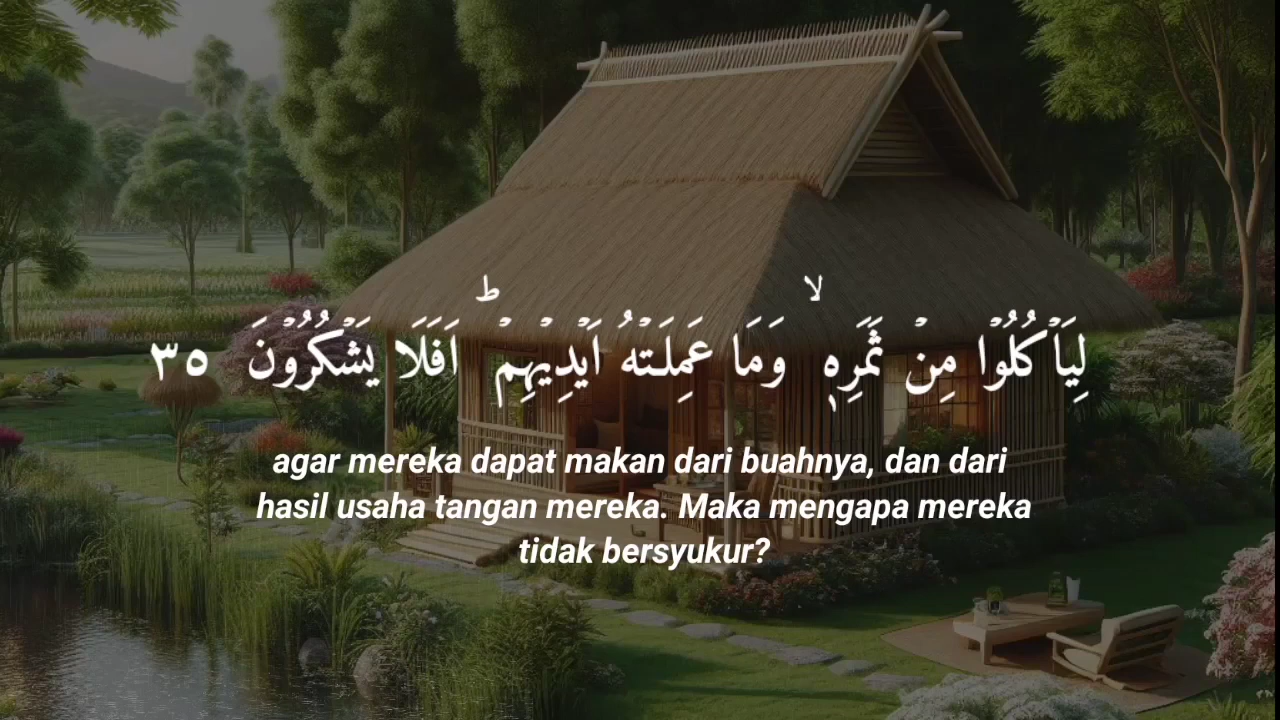 لِيَأْكُلُوْا مِنْ ثَمَرِهٖۙ وَمَا عَمِلَتْهُ اَيْدِيْهِمْۗ اَفَلَا يَشْكُرُوْنَ ٣٥
agar mereka dapat makan dari buahnya, dan dari
hasil usaha tangan mereka. Maka mengapa mereka
tidak bersyukur?